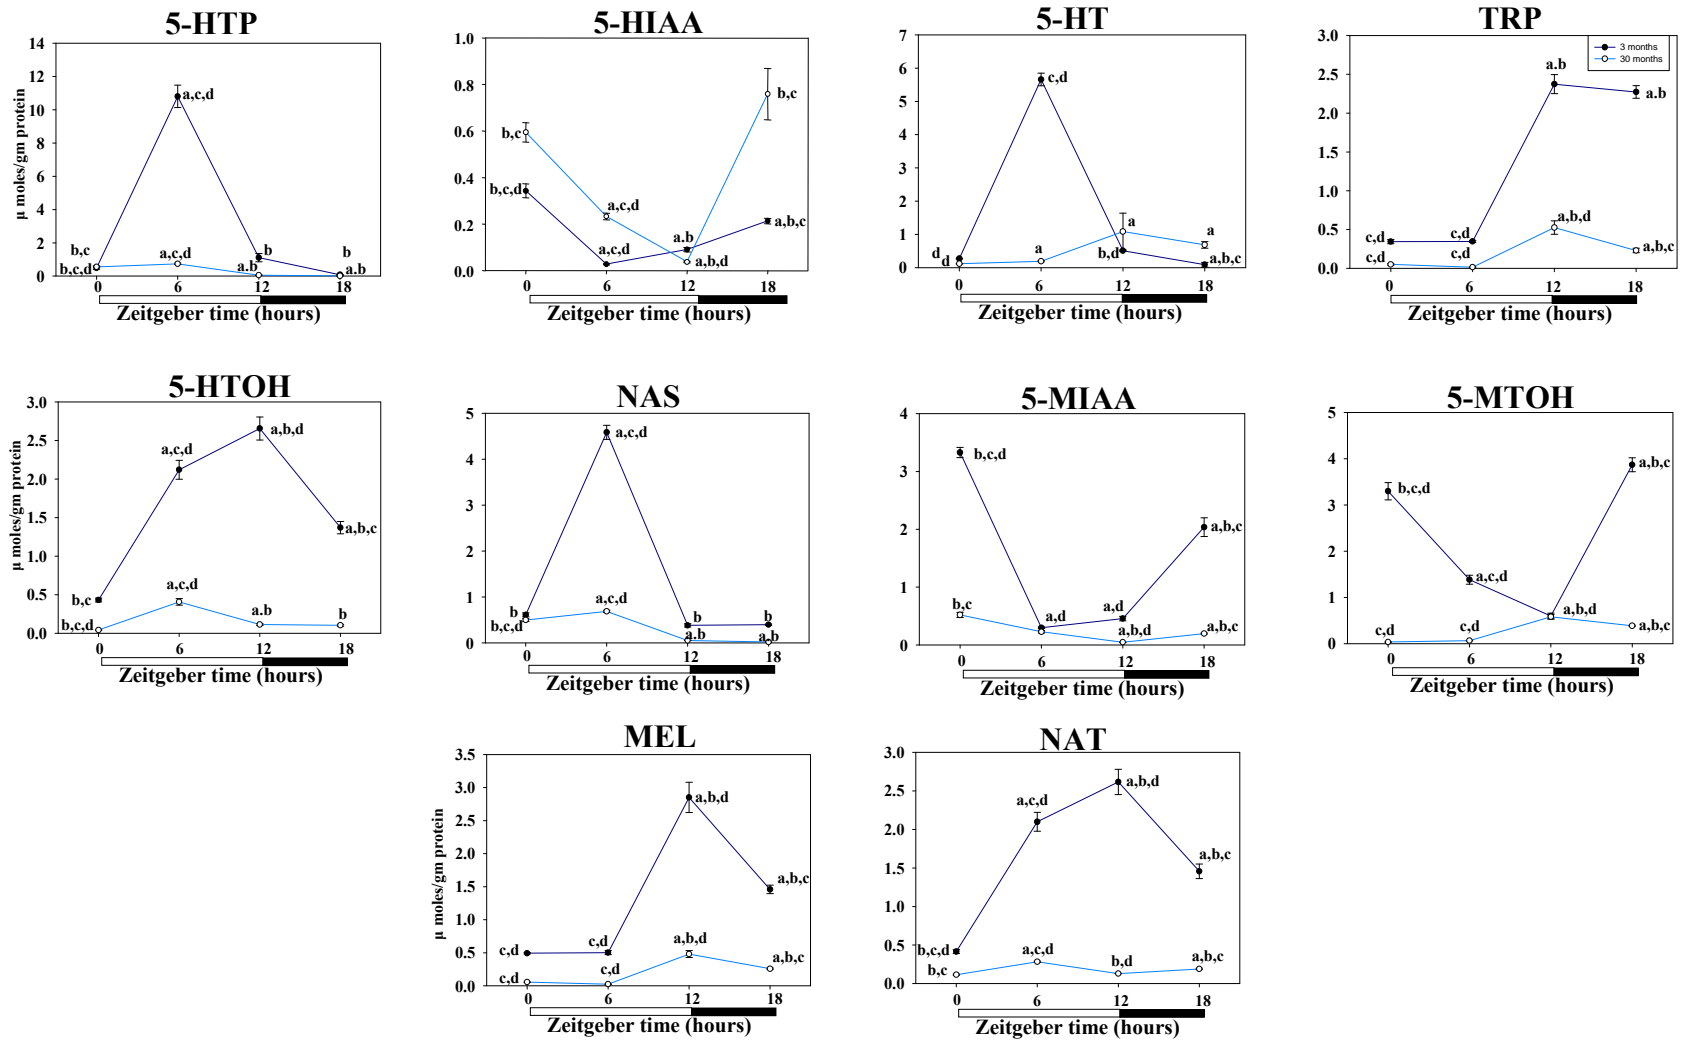 5-HTP
μ moles/gm protein
14
12
10
8
6
4
2
0
a,c,d
b,c
b,c,d
a,c,d
b
a.b
b
a.b
0 6 12 18
Zeitgeber time (hours)
5-HIAA
1.0
0.8
0.6
0.4
0.2
0.0
b,c
b,c
b,c,d
a,c,d
a,c,d
a.b
a,b,d
a,b,c
0 6 12 18
Zeitgeber time (hours)
5-HT
7
6
5
4
3
2
1
0
c,d
d
d
a
a
b,d
a
a,b,c
0 6 12 18
Zeitgeber time (hours)
TRP
3.0
2.5
2.0
1.5
1.0
0.5
0.0
3 months
30 months
a.b
a.b
c,d
c,d
c,d
c,d
a,b,d
a,b,c
0 6 12 18
Zeitgeber time (hours)
5-HTOH
μ moles/gm protein
3.0
2.5
2.0
1.5
1.0
0.5
0.0
a,c,d
a,b,d
a,b,c
b,c
b,c,d
a,c,d
a.b
b
0 6 12 18
Zeitgeber time (hours)
NAS
5
4
3
2
1
0
a,c,d
b
b,c,d
a,c,d
b
a.b
b
a,b
0 6 12 18
Zeitgeber time (hours)
5-MIAA
4
3
2
1
0
b,c,d
a,b,c
b,c
a,d
a,d
a,b,d
a,b,c
0 6 12 18
Zeitgeber time (hours)
5-MTOH
5
4
3
2
1
0
b,c,d
a,b,c
a,c,d
a,b,d
a,b,c
c,d
c,d
0 6 12 18
Zeitgeber time (hours)
MEL
μ moles/gm protein
3.5
3.0
2.5
2.0
1.5
1.0
0.5
0.0
a,b,d
a,b,c
c,d
c,d
c,d
c,d
a,b,d
a,b,c
0 6 12 18
Zeitgeber time (hours)
NAT
3.0
2.5
2.0
1.5
1.0
0.5
0.0
a,c,d
a,b,d
a,b,c
b,c,d
b,c
a,c,d
b,d
a,b,c
0 6 12 18
Zeitgeber time (hours)